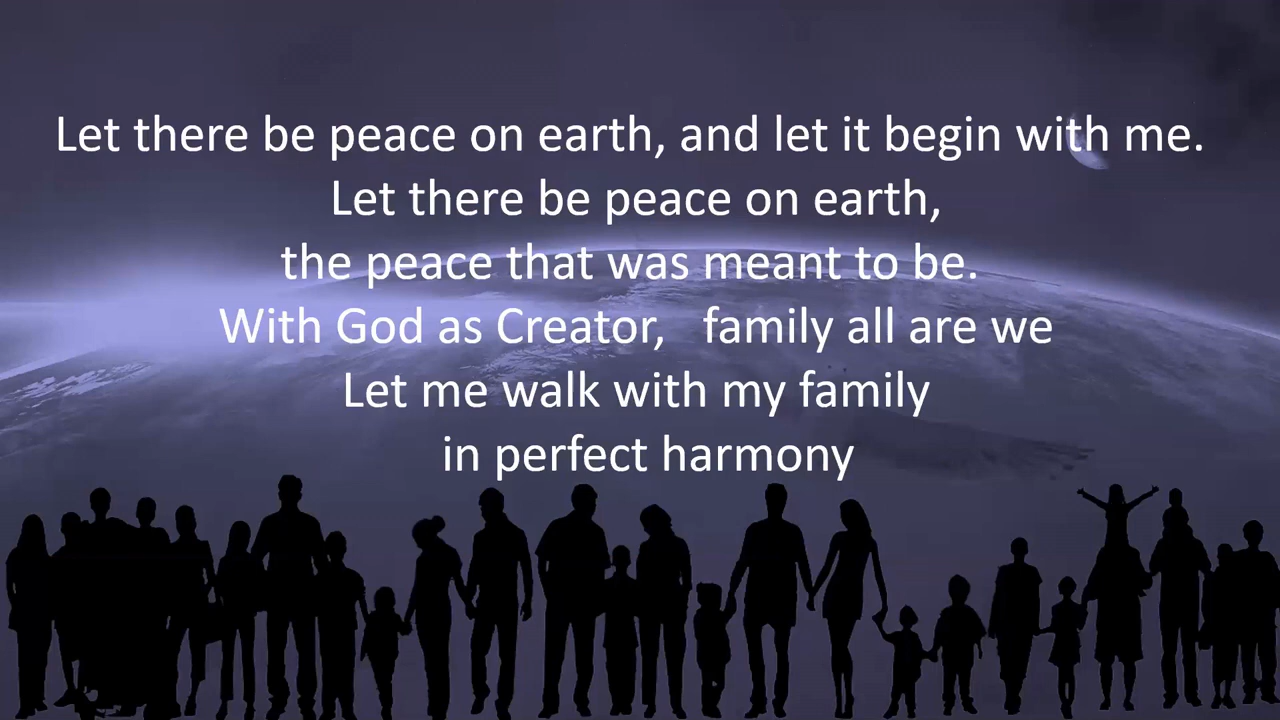 Let there be peace on earth, and let it begin with me.
Let there be peace on earth,
the peace that was meant to be.
With God as Creator,   family all are we
Let me walk with my family
in perfect harmony